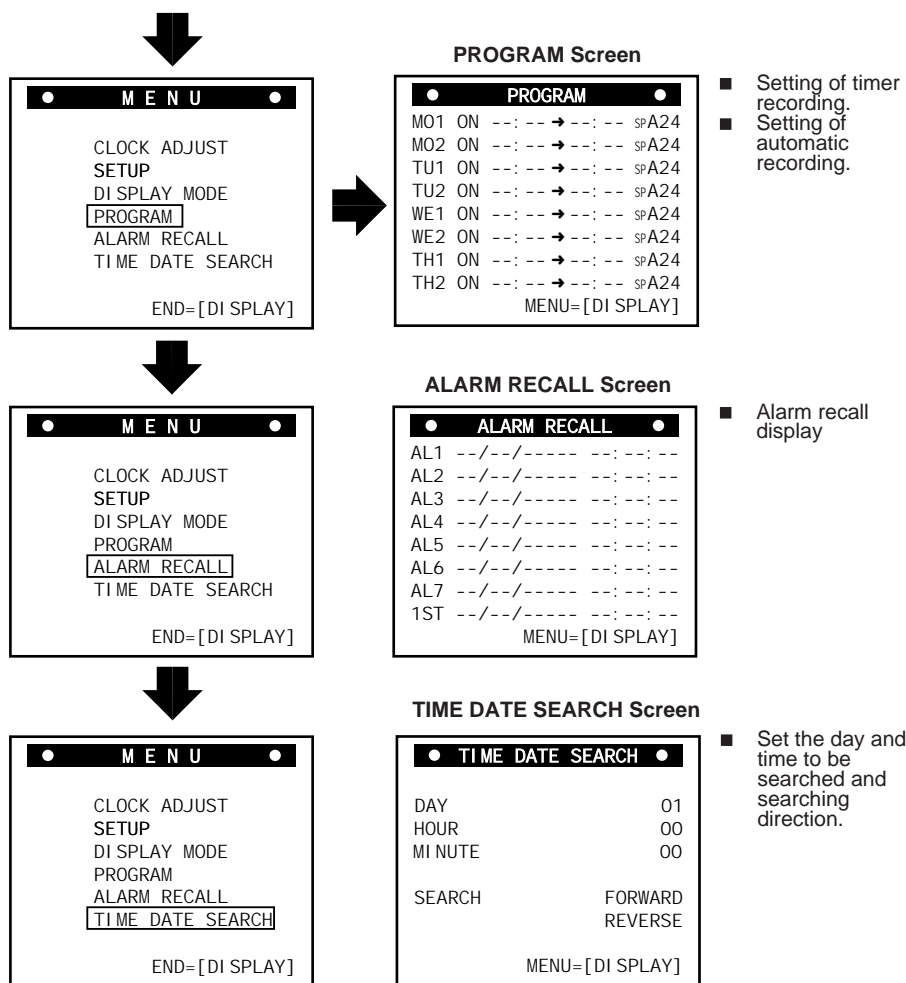 PROGRAM Screen
● M E N U ●
CLOCK ADJUST
SETUP
DISPLAY MODE
PROGRAM
ALARM RECALL
TIME DATE SEARCH
END=[DISPLAY]
● PROGRAM ●
MO1 ON --:-- ➜ --:-- SPA24
MO2 ON --:-- ➜ --:-- SPA24
TU1 ON --:-- ➜ --:-- SPA24
TU2 ON --:-- ➜ --:-- SPA24
WE1 ON --:-- ➜ --:-- SPA24
WE2 ON --:-- ➜ --:-- SPA24
TH1 ON --:-- ➜ --:-- SPA24
TH2 ON --:-- ➜ --:-- SPA24
MENU=[DISPLAY]
■ Setting of timer
recording.
■ Setting of
automatic
recording.
ALARM RECALL Screen
● M E N U ●
CLOCK ADJUST
SETUP
DISPLAY MODE
PROGRAM
ALARM RECALL
TIME DATE SEARCH
END=[DISPLAY]
● ALARM RECALL ●
AL1 --/--/----- --:--:--
AL2 --/--/----- --:--:--
AL3 --/--/----- --:--:--
AL4 --/--/----- --:--:--
AL5 --/--/----- --:--:--
AL6 --/--/----- --:--:--
AL7 --/--/----- --:--:--
1ST --/--/----- --:--:--
MENU=[DISPLAY]
■ Alarm recall
display
TIME DATE SEARCH Screen
● M E N U ●
CLOCK ADJUST
SETUP
DISPLAY MODE
PROGRAM
ALARM RECALL
TIME DATE SEARCH
END=[DISPLAY]
● TIME DATE SEARCH ●
DAY 01
HOUR 00
MINUTE 00
SEARCH FORWARD
REVERSE
MENU=[DISPLAY]
■ Set the day and
time to be
searched and
searching
direction.